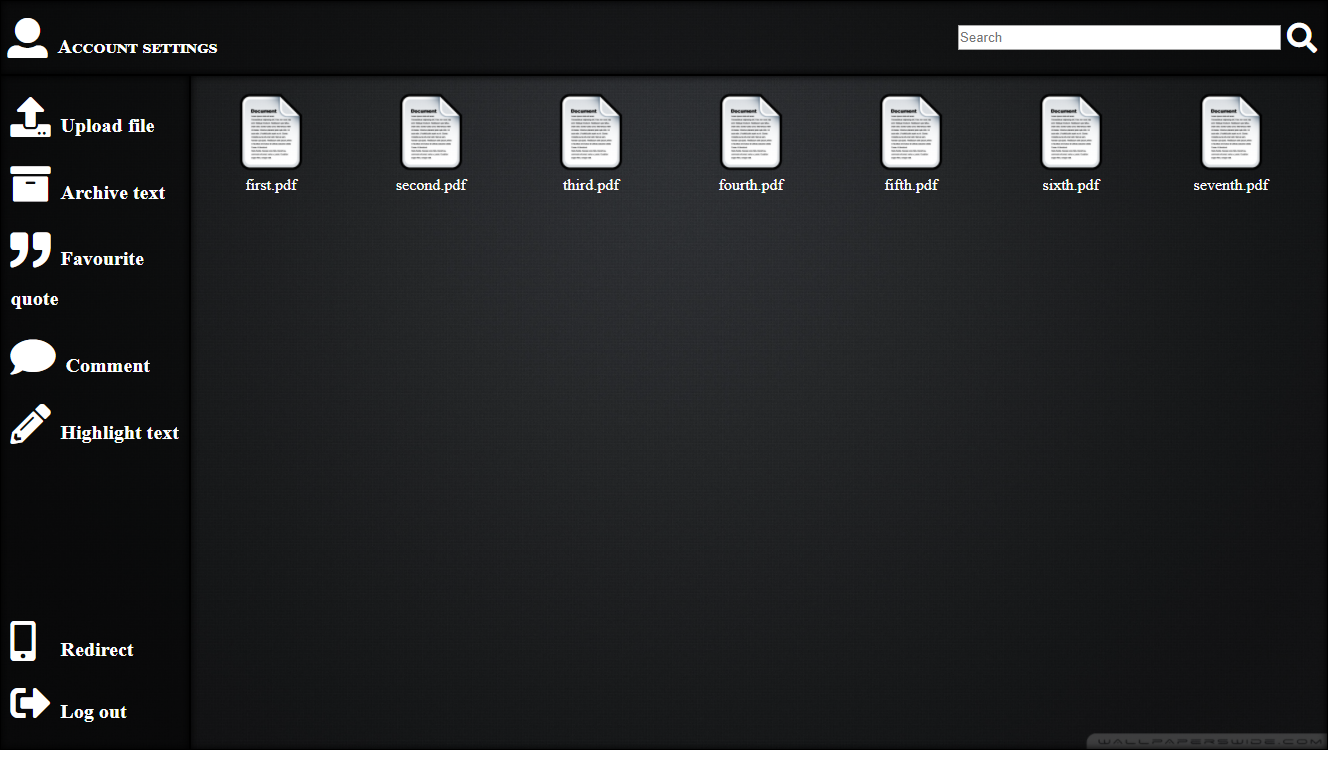 Account settings
Search
Upload file
Archive text
Favourite
quote
Comment
Highlight text
Redirect
Log out
Document
first.pdf
Document
second.pdf
Document
third.pdf
Document
fourth.pdf
Document
fifth.pdf
Document
sixth.pdf
Document
seventh.pdf
WALLPAPERSWIDE.COM